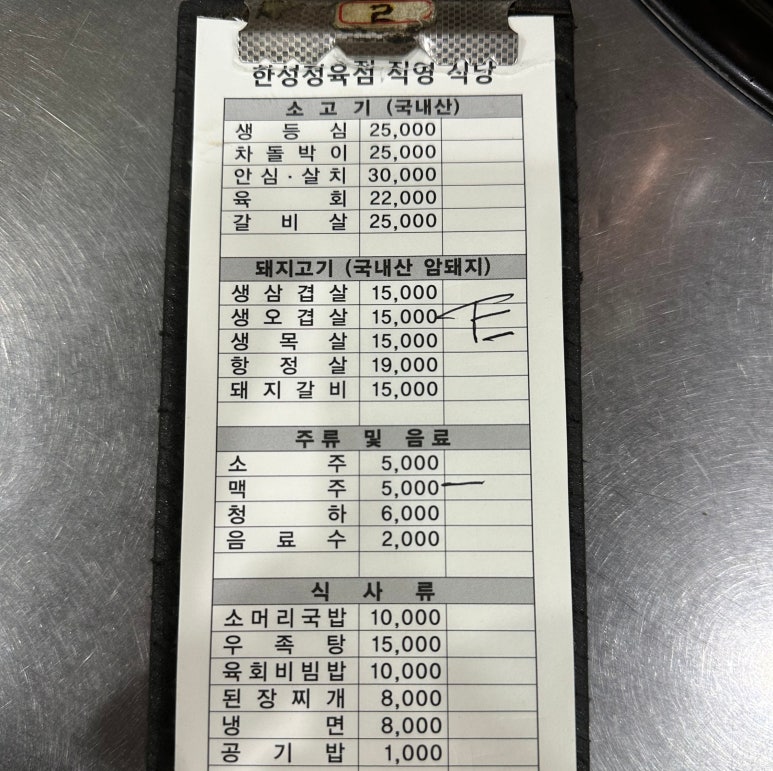 2
한성정육점 직영 식당
소 고 기 (국내산)
생 등 심 25,000
차 돌 박 이 25,000
안심·살치 30,000
육 회 22,000
갈 비 살 25,000
돼지고기 (국내산 암돼지)
생 삼 겹 살 15,000
생 오 겹 살 15,000
생 목 살 15,000
항 정 살 19,000
돼 지 갈 비 15,000
주류 및 음료
소 주 5,000
맥 주 5,000
청 하 6,000
음 료 수 2,000
식 사 류
소머리국밥 10,000
우 족 탕 15,000
육회비빔밥 10,000
된 장 찌 개 8,000
냉 면 8,000
공 기 밥 1,000